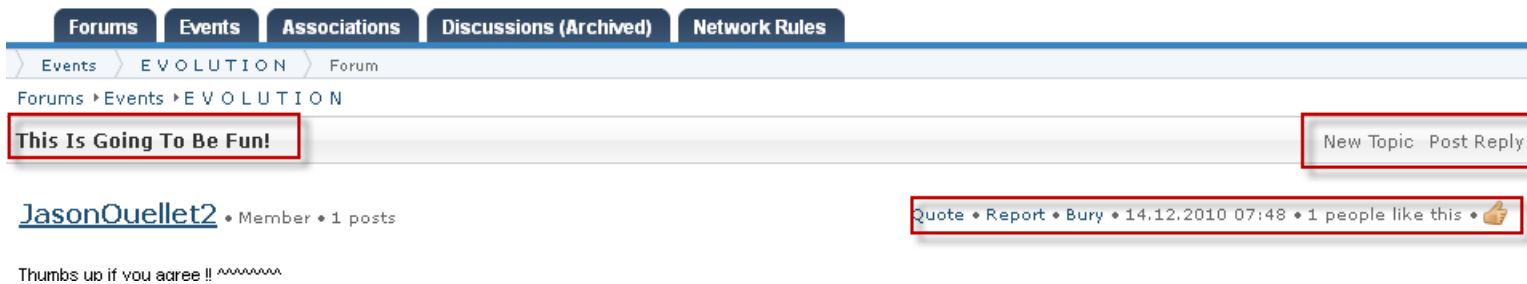 Forums Events Associations Discussions (Archived) Network Rules
Events E V O L U T I O N Forum
Forums ▸ Events ▸ E V O L U T I O N
This Is Going To Be Fun! New Topic Post Reply
JasonOuellet2 • Member • 1 posts Quote • Report • Bury • 14.12.2010 07:48 • 1 people like this •
Thumbs up if you agree !! ^^^^^^^^